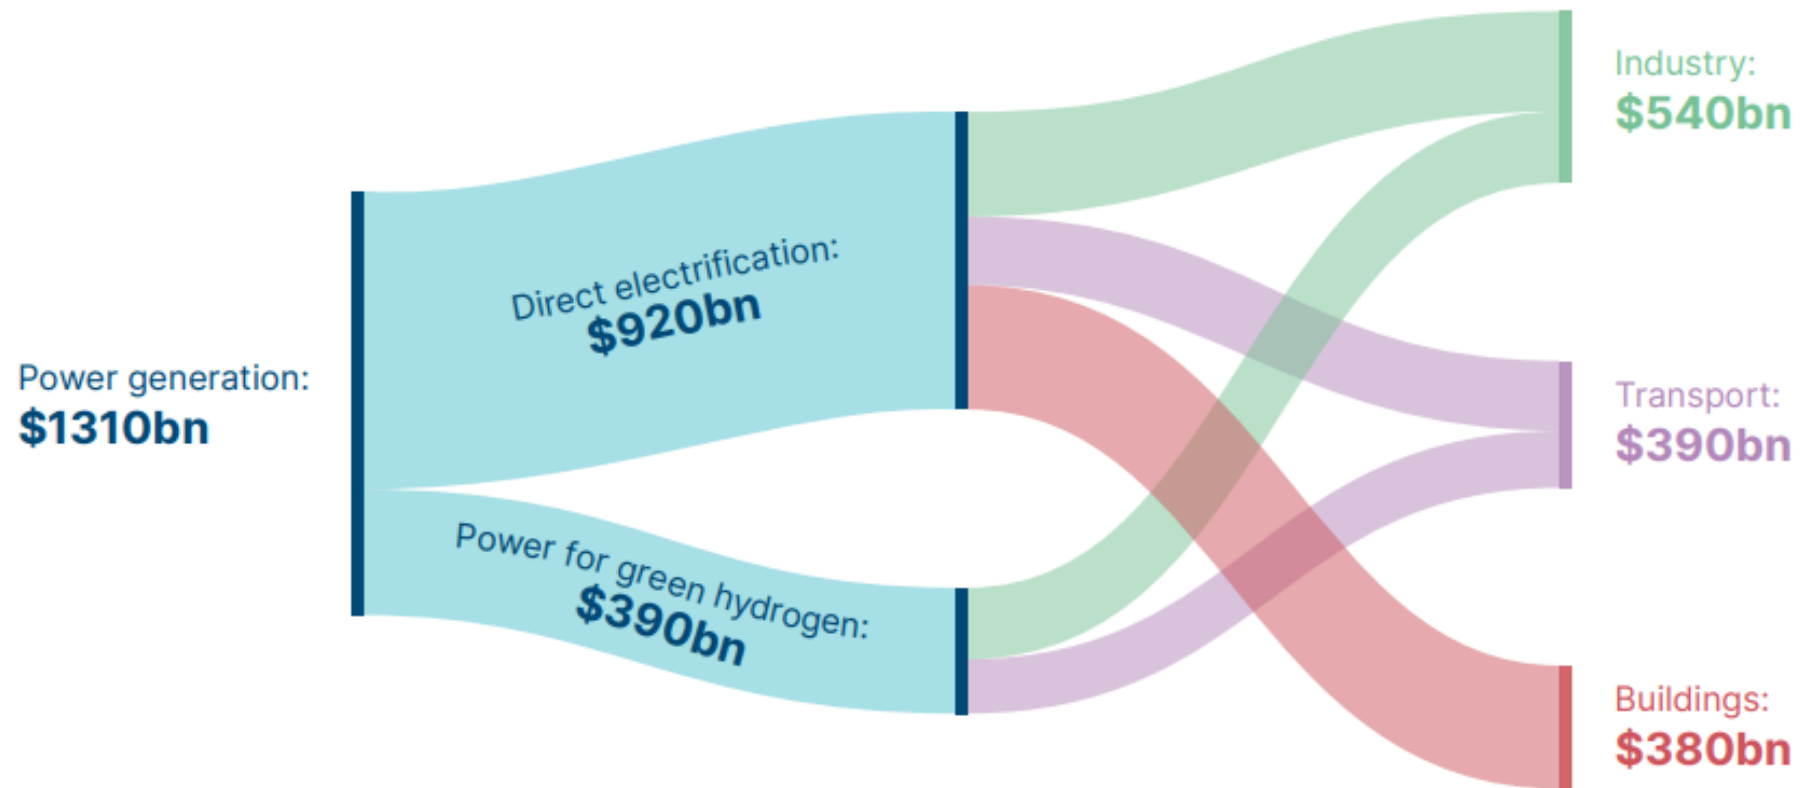 Power generation:
$1310bn
Direct electrification:
$920bn
Power for green hydrogen:
$390bn
Industry:
$540bn
Transport:
$390bn
Buildings:
$380bn